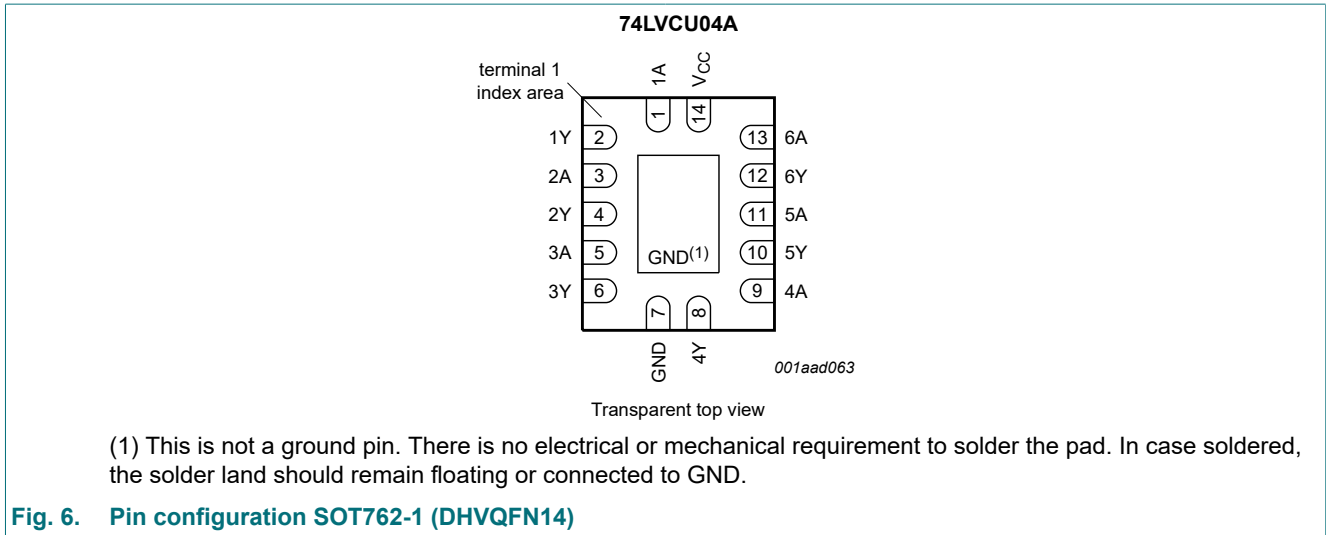 74LVCU04A
terminal 1
index area
1A
VCC
1
14
1Y 2
13 6A
2A 3
12 6Y
2Y 4
11 5A
3A 5
GND(1)
10 5Y
3Y 6
9 4A
7
8
GND
4Y
001aad063
Transparent top view
(1) This is not a ground pin. There is no electrical or mechanical requirement to solder the pad. In case soldered,
the solder land should remain floating or connected to GND.
Fig. 6. Pin configuration SOT762-1 (DHVQFN14)